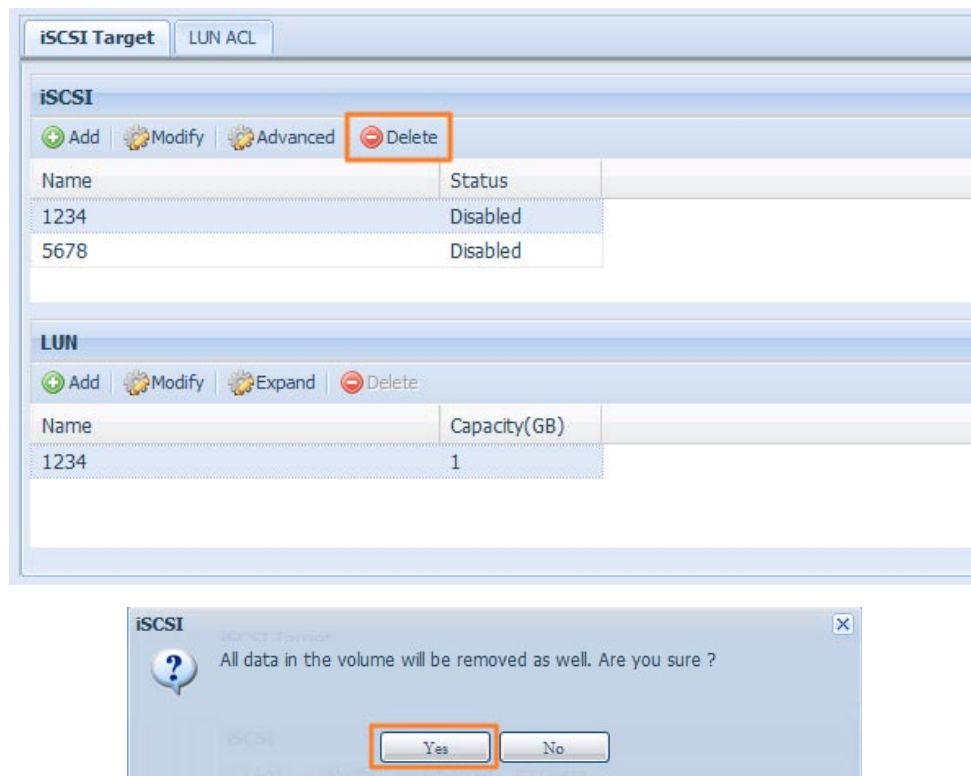 iSCSI Target LUN ACL
iSCSI
Add Modify Advanced Delete
Name Status
1234 Disabled
5678 Disabled
LUN
Add Modify Expand Delete
Name Capacity(GB)
1234 1
iSCSI
All data in the volume will be removed as well. Are you sure ?
Yes No